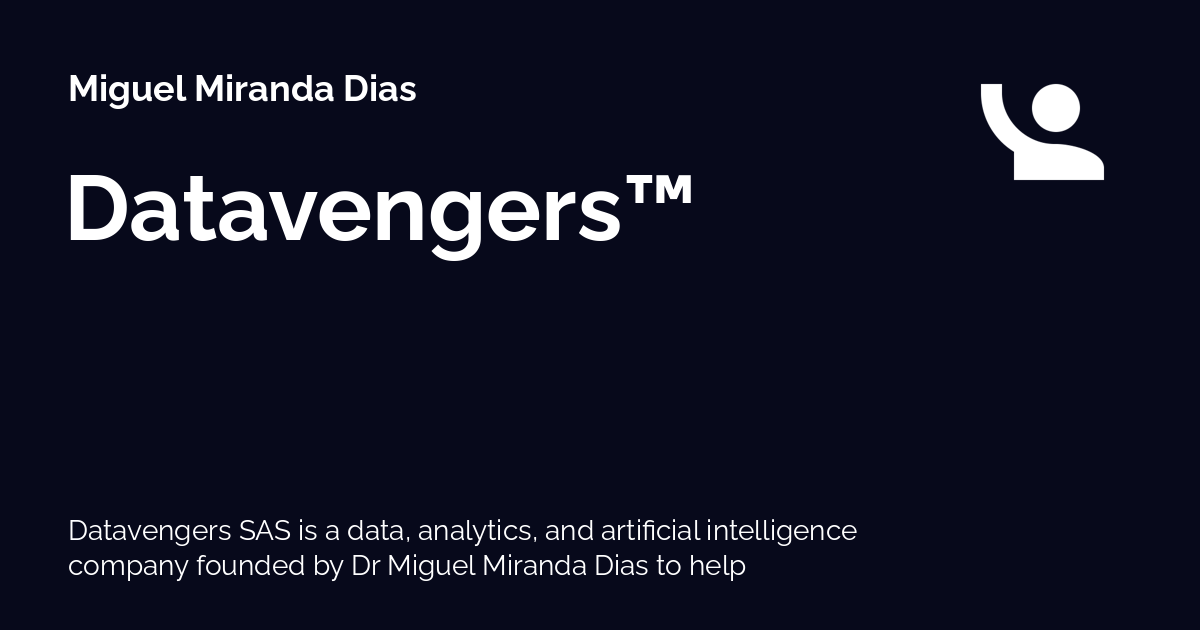 Miguel Miranda Dias
Datavengers™
Datavengers SAS is a data, analytics, and artificial intelligence
company founded by Dr Miguel Miranda Dias to help